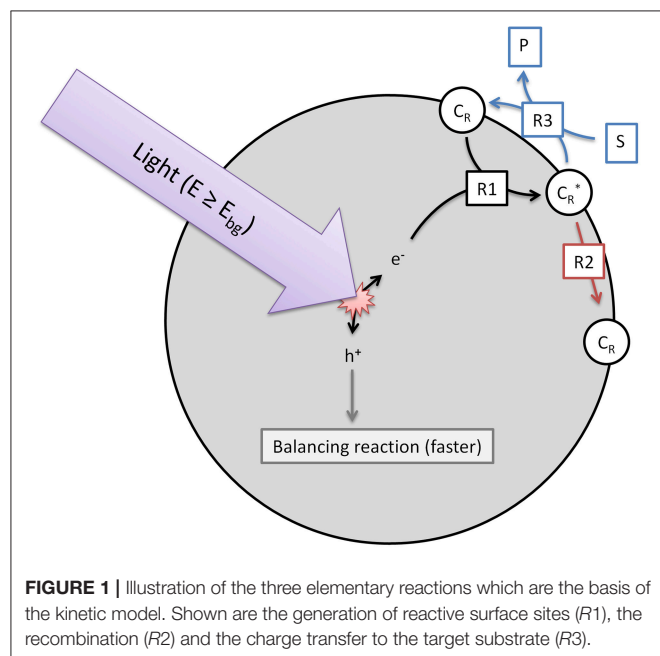 P
C_R
R3
S
Light (E ≥ E_bg)
R1
C_R*
e-
R2
h+
C_R
Balancing reaction (faster)
FIGURE 1 | Illustration of the three elementary reactions which are the basis of
the kinetic model. Shown are the generation of reactive surface sites (R1), the
recombination (R2) and the charge transfer to the target substrate (R3).